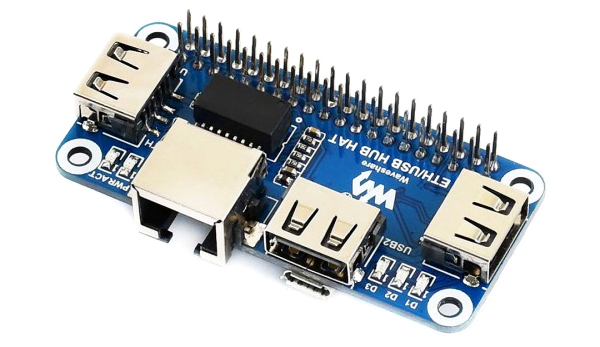 ETH/USB HUB HAT
Waveshare
PWR
ACT
USB2
D3
D2
D1